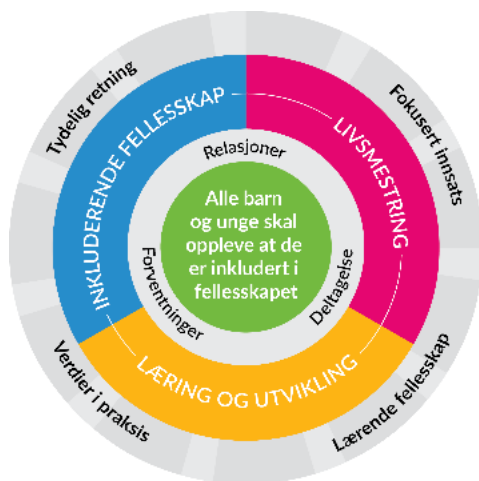 Tydelig retning
Fokusert innsats
INKLUDERENDE FELLESSKAP
LIVSMESTRING
Relasjoner
Alle barn
og unge skal
oppleve at de
er inkludert i
fellesskapet
Forventninger
Deltagelse
LÆRING OG UTVIKLING
Verdier i praksis
Lærende fellesskap